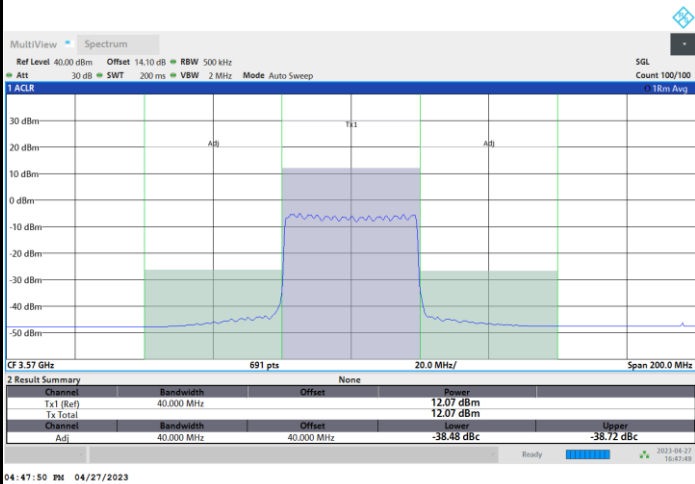 MultiView Spectrum
Ref Level 40.00 dBm Offset 14.10 dB RBW 500 kHz SGL
Att 30 dB SWT 200 ms VBW 2 MHz Mode Auto Sweep Count 100/100
1 ACLR 1Rm Avg
30 dBm
Tx1
20 dBm
Adj Adj
10 dBm
0 dBm
-10 dBm
-20 dBm
-30 dBm
-40 dBm
-50 dBm
CF 3.57 GHz 691 pts 20.0 MHz/ Span 200.0 MHz
2 Result Summary None
Channel Bandwidth Offset Power
Tx1 (Ref) 40.000 MHz 12.07 dBm
Tx Total 12.07 dBm
Channel Bandwidth Offset Lower Upper
Adj 40.000 MHz 40.000 MHz -38.48 dBc -38.72 dBc
Ready 2023-04-27
16:47:49
04:47:50 PM 04/27/2023